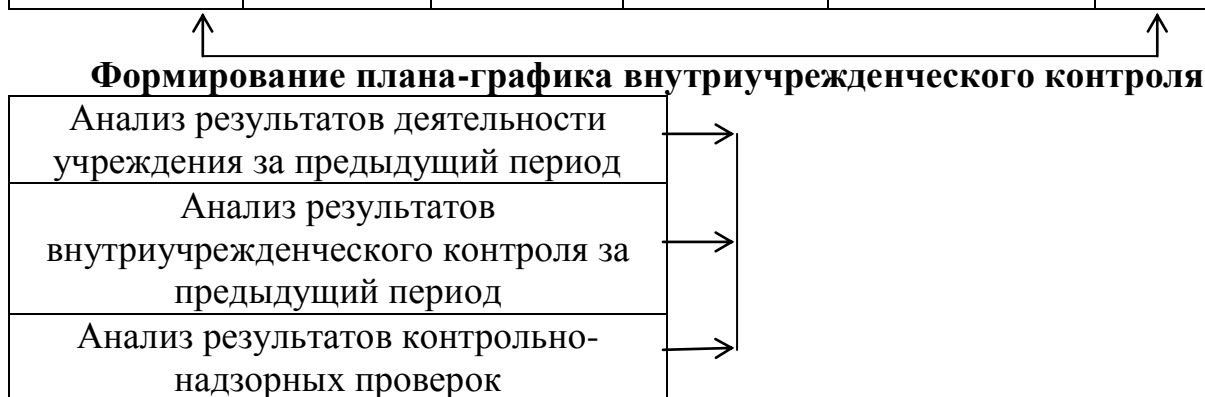 Формирование плана-графика внутриучрежденческого контроля
Анализ результатов деятельности
учреждения за предыдущий период
Анализ результатов
внутриучрежденческого контроля за
предыдущий период
Анализ результатов контрольно-
надзорных проверок